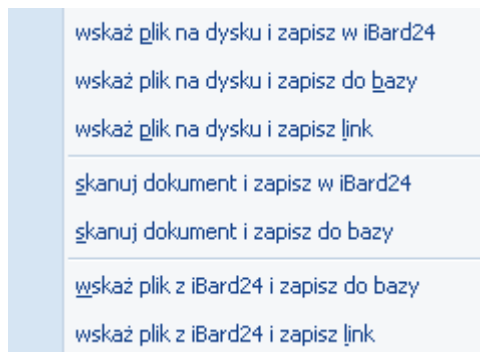 wskaż plik na dysku i zapisz w iBard24
wskaż plik na dysku i zapisz do bazy
wskaż plik na dysku i zapisz link
skanuj dokument i zapisz w iBard24
skanuj dokument i zapisz do bazy
wskaż plik z iBard24 i zapisz do bazy
wskaż plik z iBard24 i zapisz link